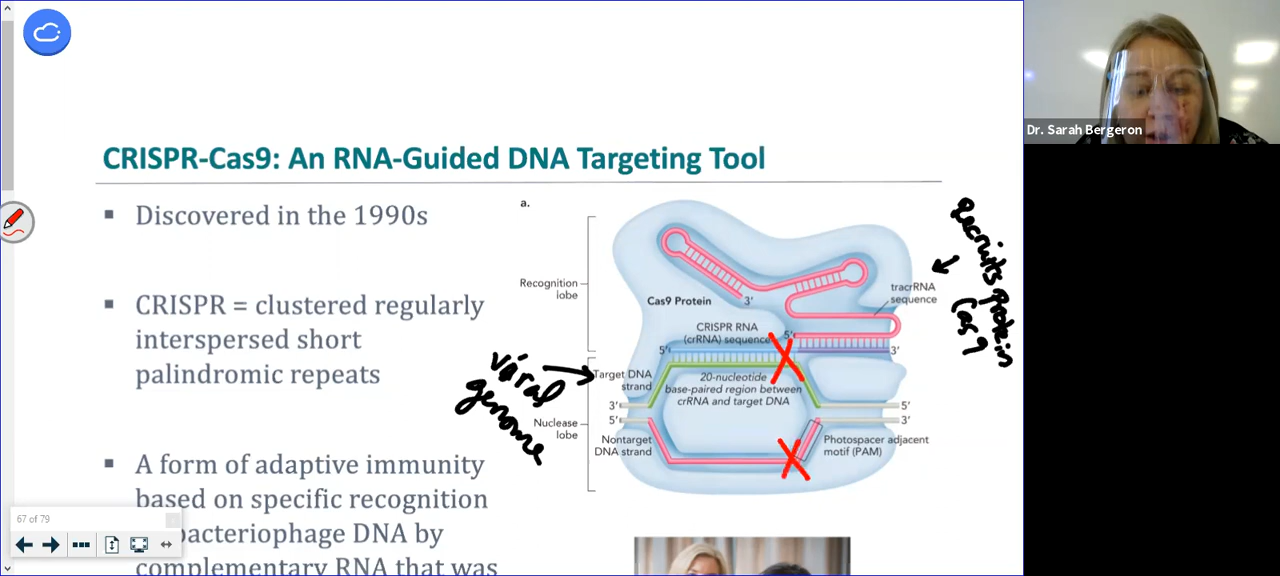 CRISPR-Cas9: An RNA-Guided DNA Targeting Tool
▪ Discovered in the 1990s
▪ CRISPR = clustered regularly
interspersed short
palindromic repeats
▪ A form of adaptive immunity
based on specific recognition
bacteriophage DNA by
complementary RNA that was
a.
Recognition
lobe
Cas9 Protein
3'
tracrRNA
sequence
CRISPR RNA
(crRNA) sequence
5'
5'
3'
Target DNA
strand
20-nucleotide
base-paired region between
crRNA and target DNA
3'
5'
5'
3'
Nuclease
lobe
Nontarget
DNA strand
Photospacer adjacent
motif (PAM)
viral
genome
recruits protein
Cas9
67 of 79
Dr. Sarah Bergeron